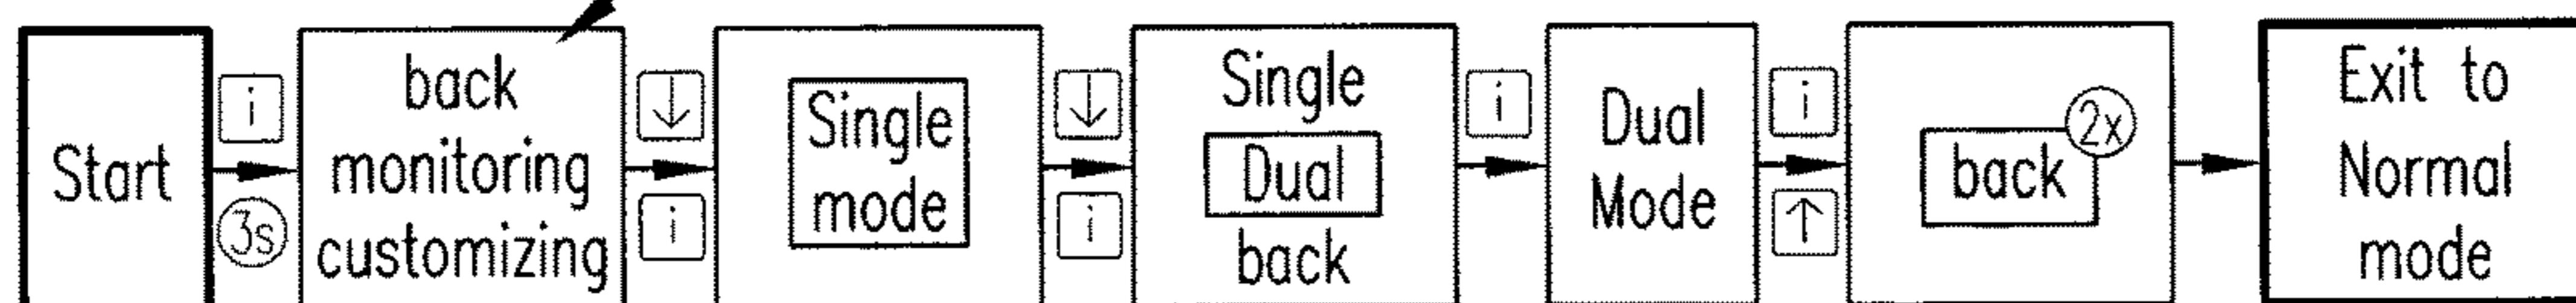 Start
i
3s
back
monitoring
customizing
↓
i
Single
mode
↓
i
Single
Dual
back
i
Dual
Mode
i
↑
back
2x
Exit to
Normal
mode